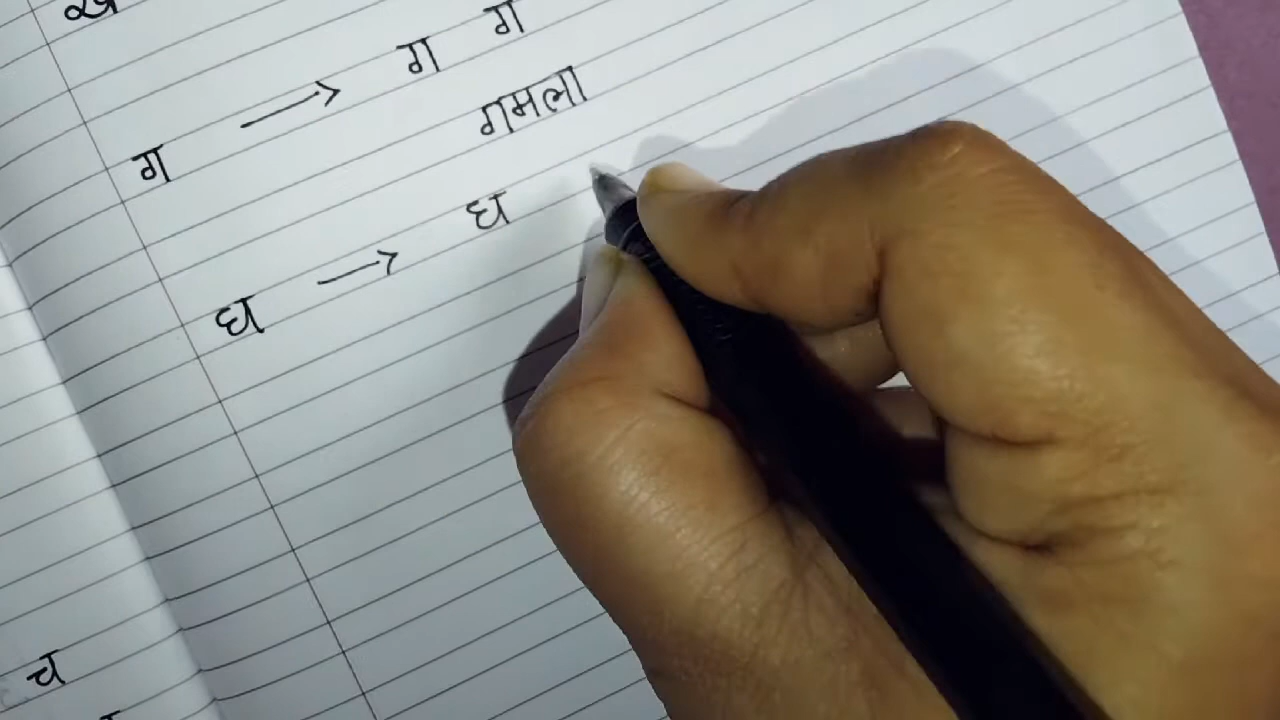 ख
ग → ग ग
गमला
घ → घ
च